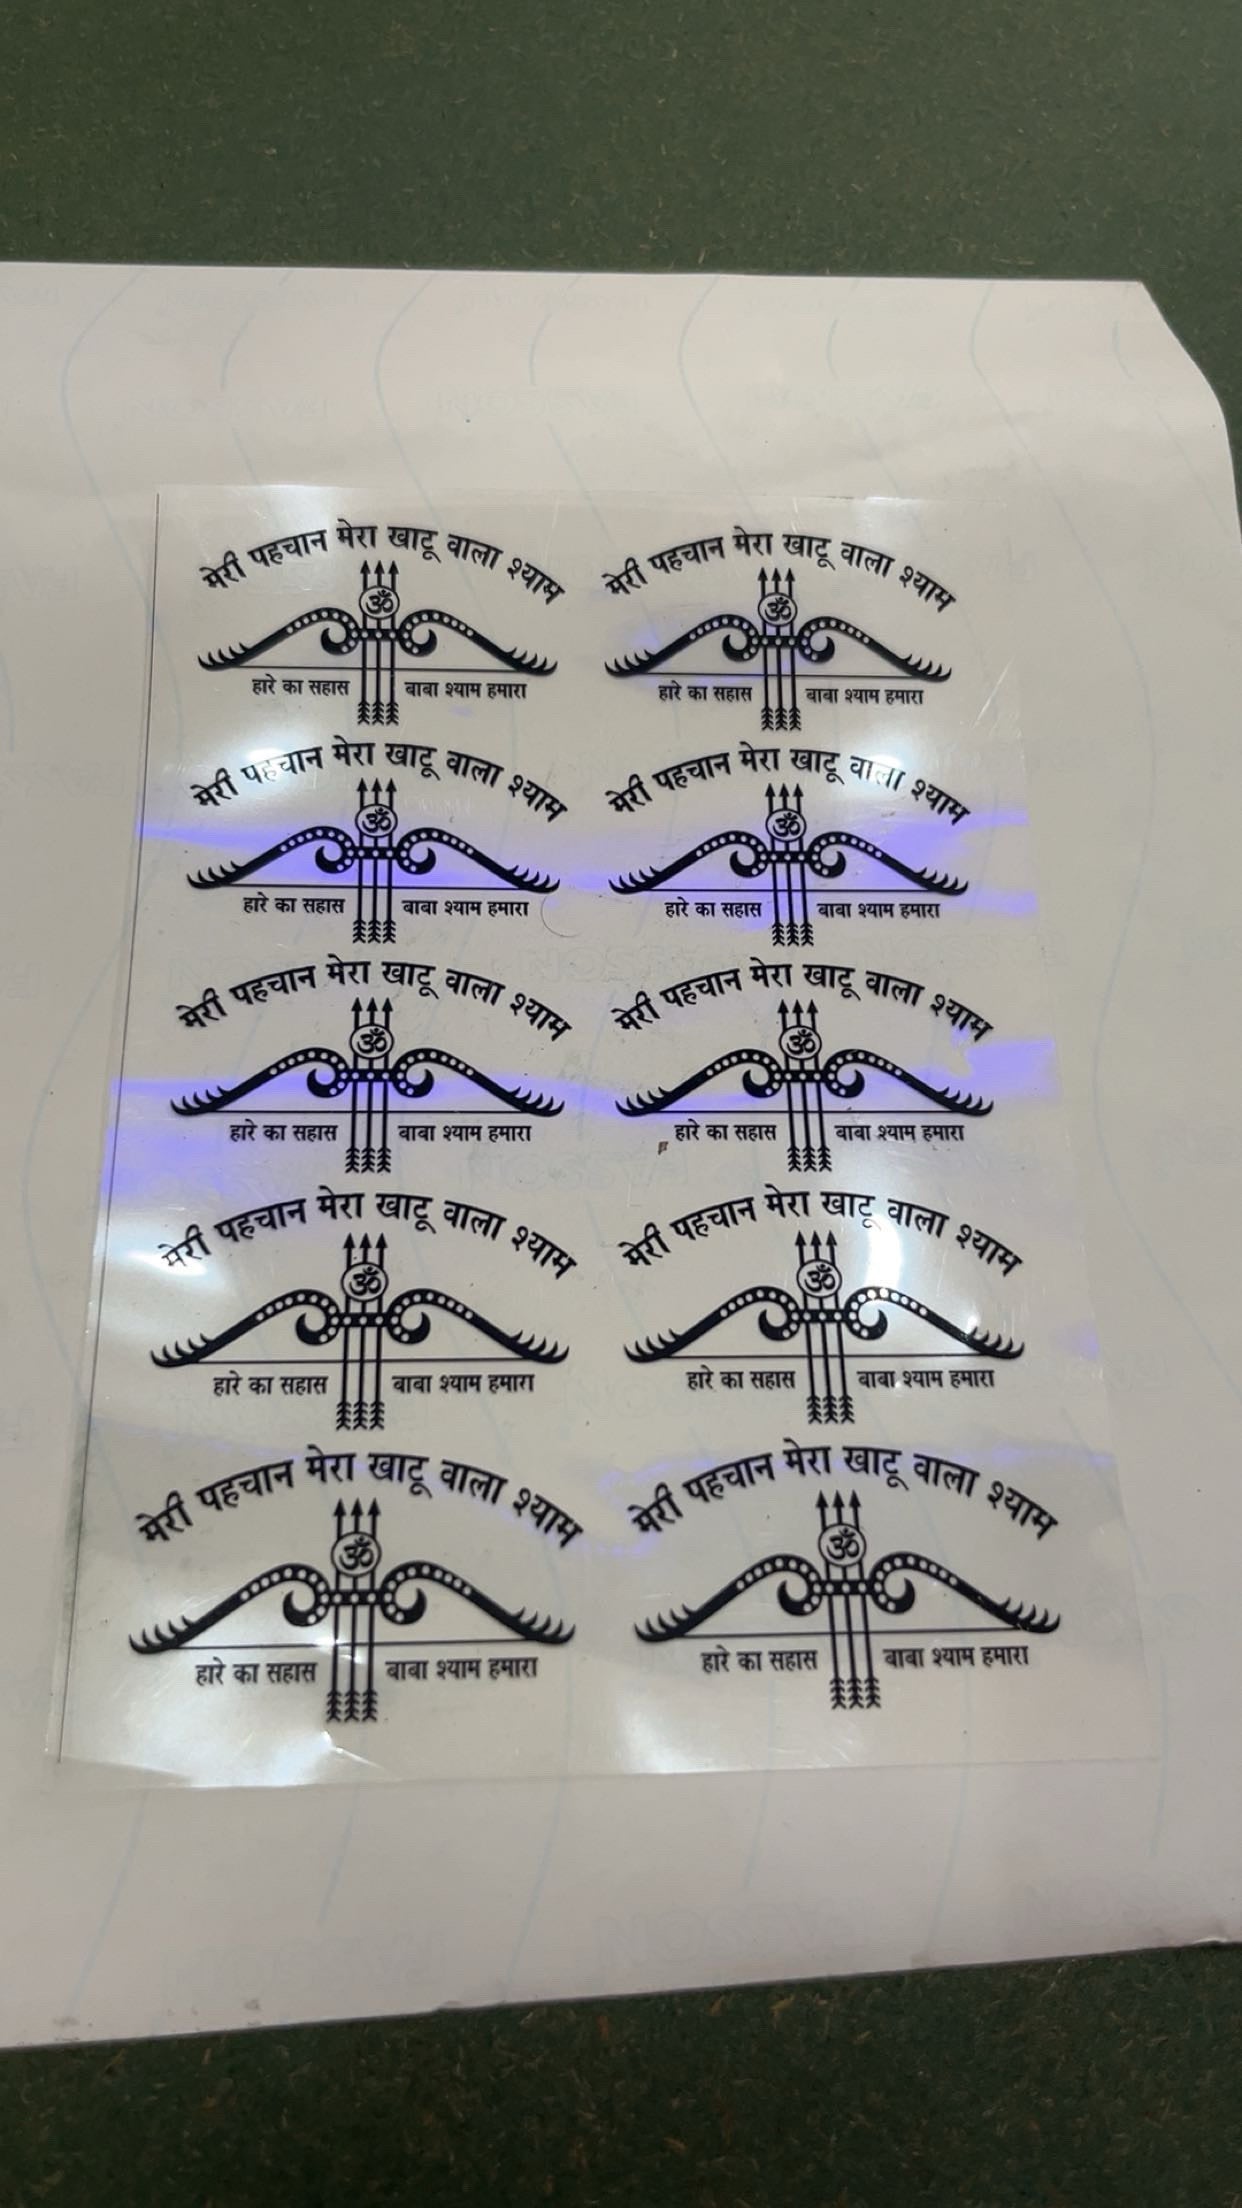 मेरी पहचान मेरा खाटू वाला श्याम
ॐ
हारे का सहास बाबा श्याम हमारा
मेरी पहचान मेरा खाटू वाला श्याम
ॐ
हारे का सहास बाबा श्याम हमारा
मेरी पहचान मेरा खाटू वाला श्याम
ॐ
हारे का सहास बाबा श्याम हमारा
मेरी पहचान मेरा खाटू वाला श्याम
ॐ
हारे का सहास बाबा श्याम हमारा
मेरी पहचान मेरा खाटू वाला श्याम
ॐ
हारे का सहास बाबा श्याम हमारा
मेरी पहचान मेरा खाटू वाला श्याम
ॐ
हारे का सहास बाबा श्याम हमारा
मेरी पहचान मेरा खाटू वाला श्याम
ॐ
हारे का सहास बाबा श्याम हमारा
मेरी पहचान मेरा खाटू वाला श्याम
ॐ
हारे का सहास बाबा श्याम हमारा
मेरी पहचान मेरा खाटू वाला श्याम
ॐ
हारे का सहास बाबा श्याम हमारा
मेरी पहचान मेरा खाटू वाला श्याम
ॐ
हारे का सहास बाबा श्याम हमारा